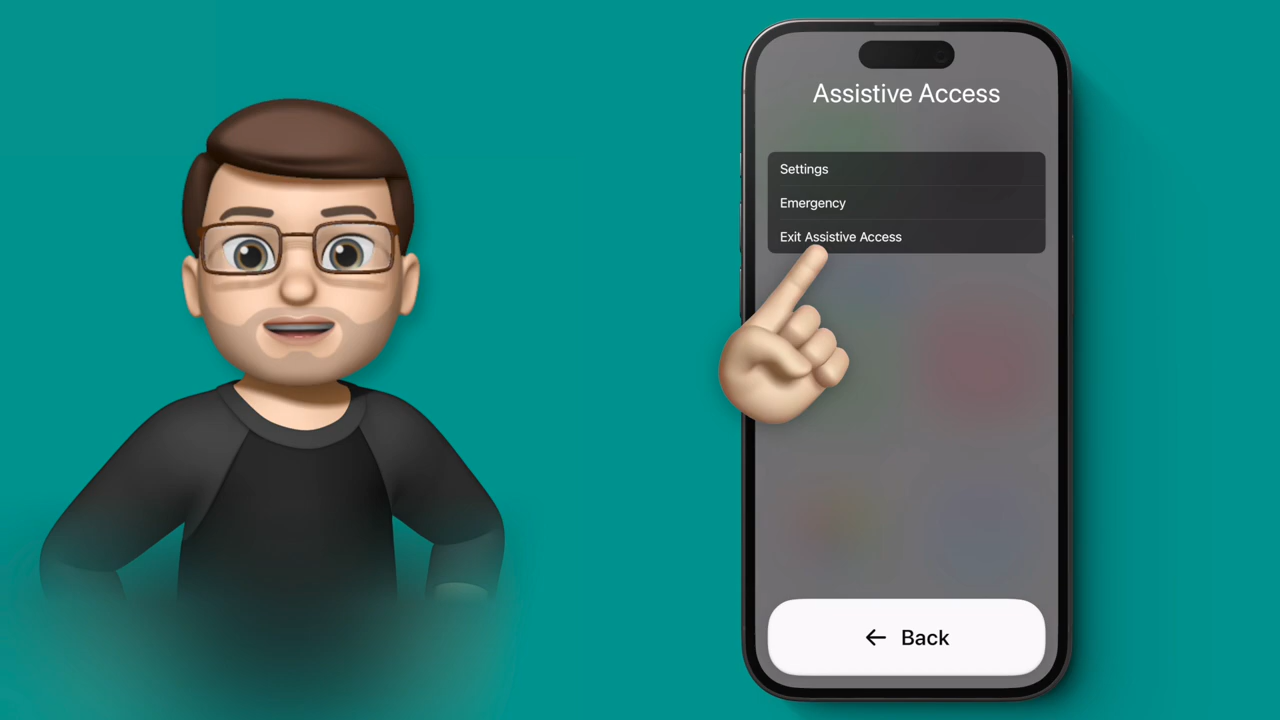 Assistive Access
Settings
Emergency
Exit Assistive Access
← Back